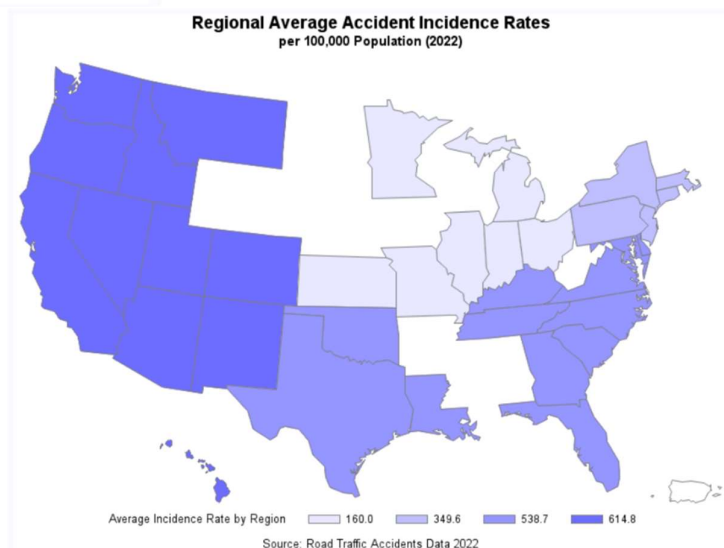 Regional Average Accident Incidence Rates
per 100,000 Population (2022)
Average Incidence Rate by Region 160.0 349.6 538.7 614.8
Source: Road Traffic Accidents Data 2022